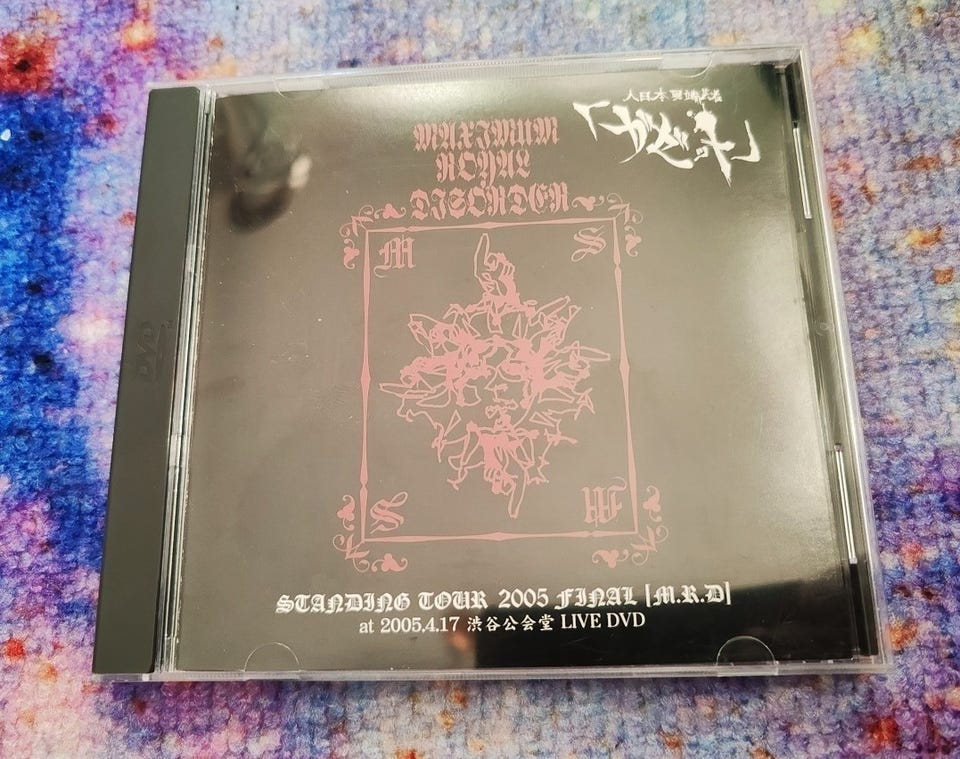 大日本異端芸者
「ガゼット」
MAXIMUM
ROYAL
DISORDER
M S
S M
STANDING TOUR 2005 FINAL [M.R.D]
at 2005.4.17 渋谷公会堂 LIVE DVD
DVD